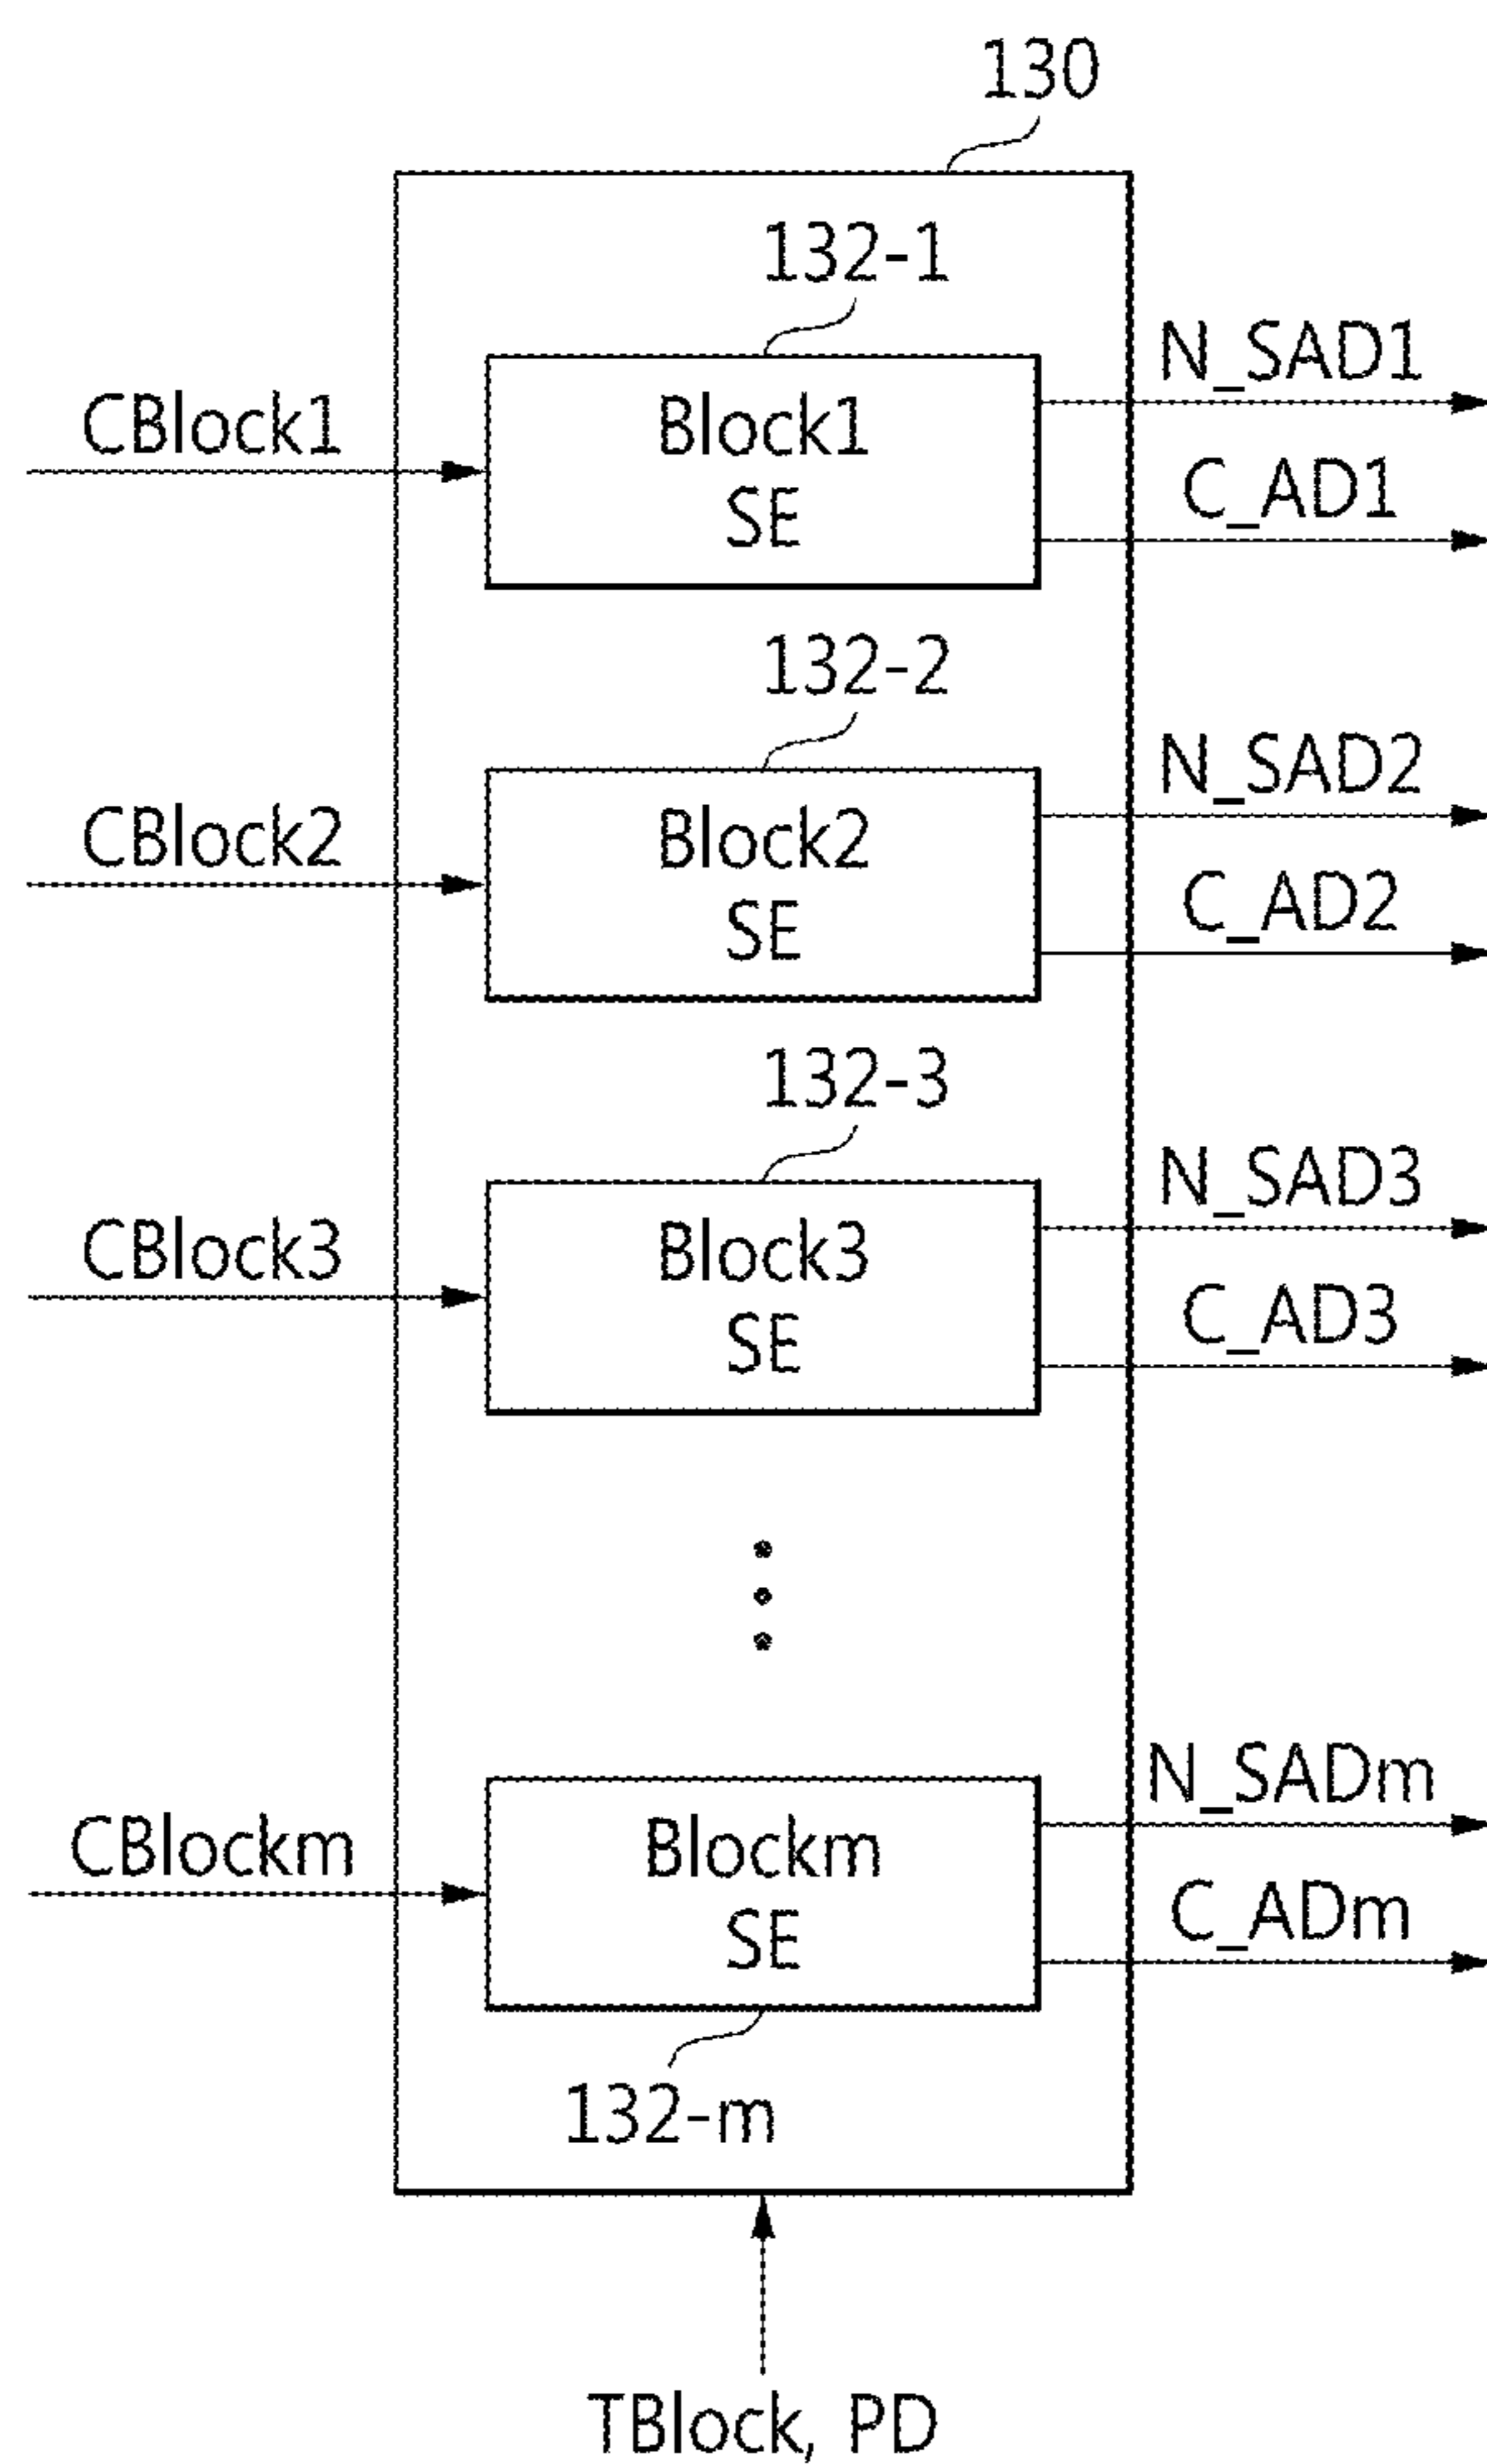 130
132-1
N_SAD1
CBlock1
Block1
SE
C_AD1
132-2
N_SAD2
CBlock2
Block2
SE
C_AD2
132-3
N_SAD3
CBlock3
Block3
SE
C_AD3
N_SADm
CBlockm
Blockm
SE
C_ADm
132-m
TBlock, PD